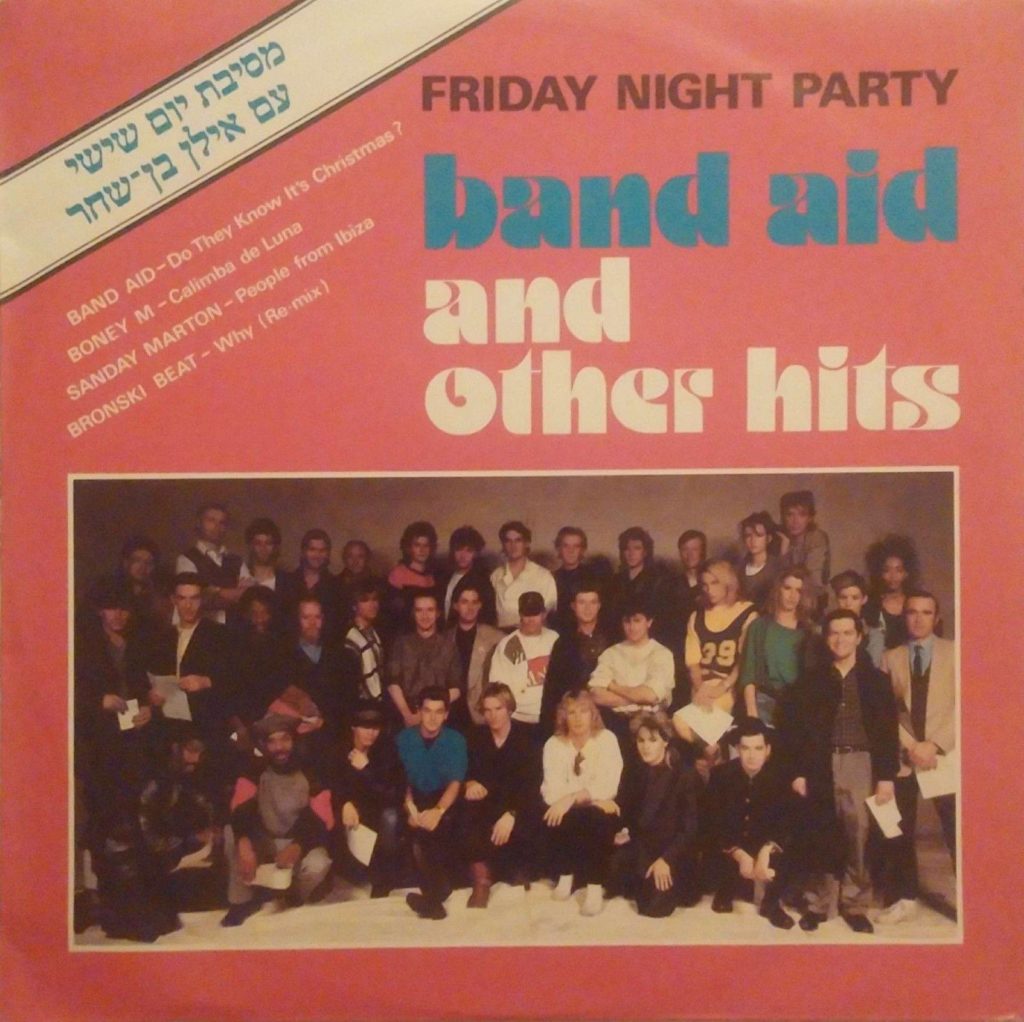 מסיבת יום שישי
עם אילן בן-שחר
FRIDAY NIGHT PARTY
band aid
and
other hits
BAND AID – Do They Know It's Christmas?
BONEY M – Calimba de Luna
SANDAY MARTON – People from Ibiza
BRONSKI BEAT – Why (Re-mix)
39